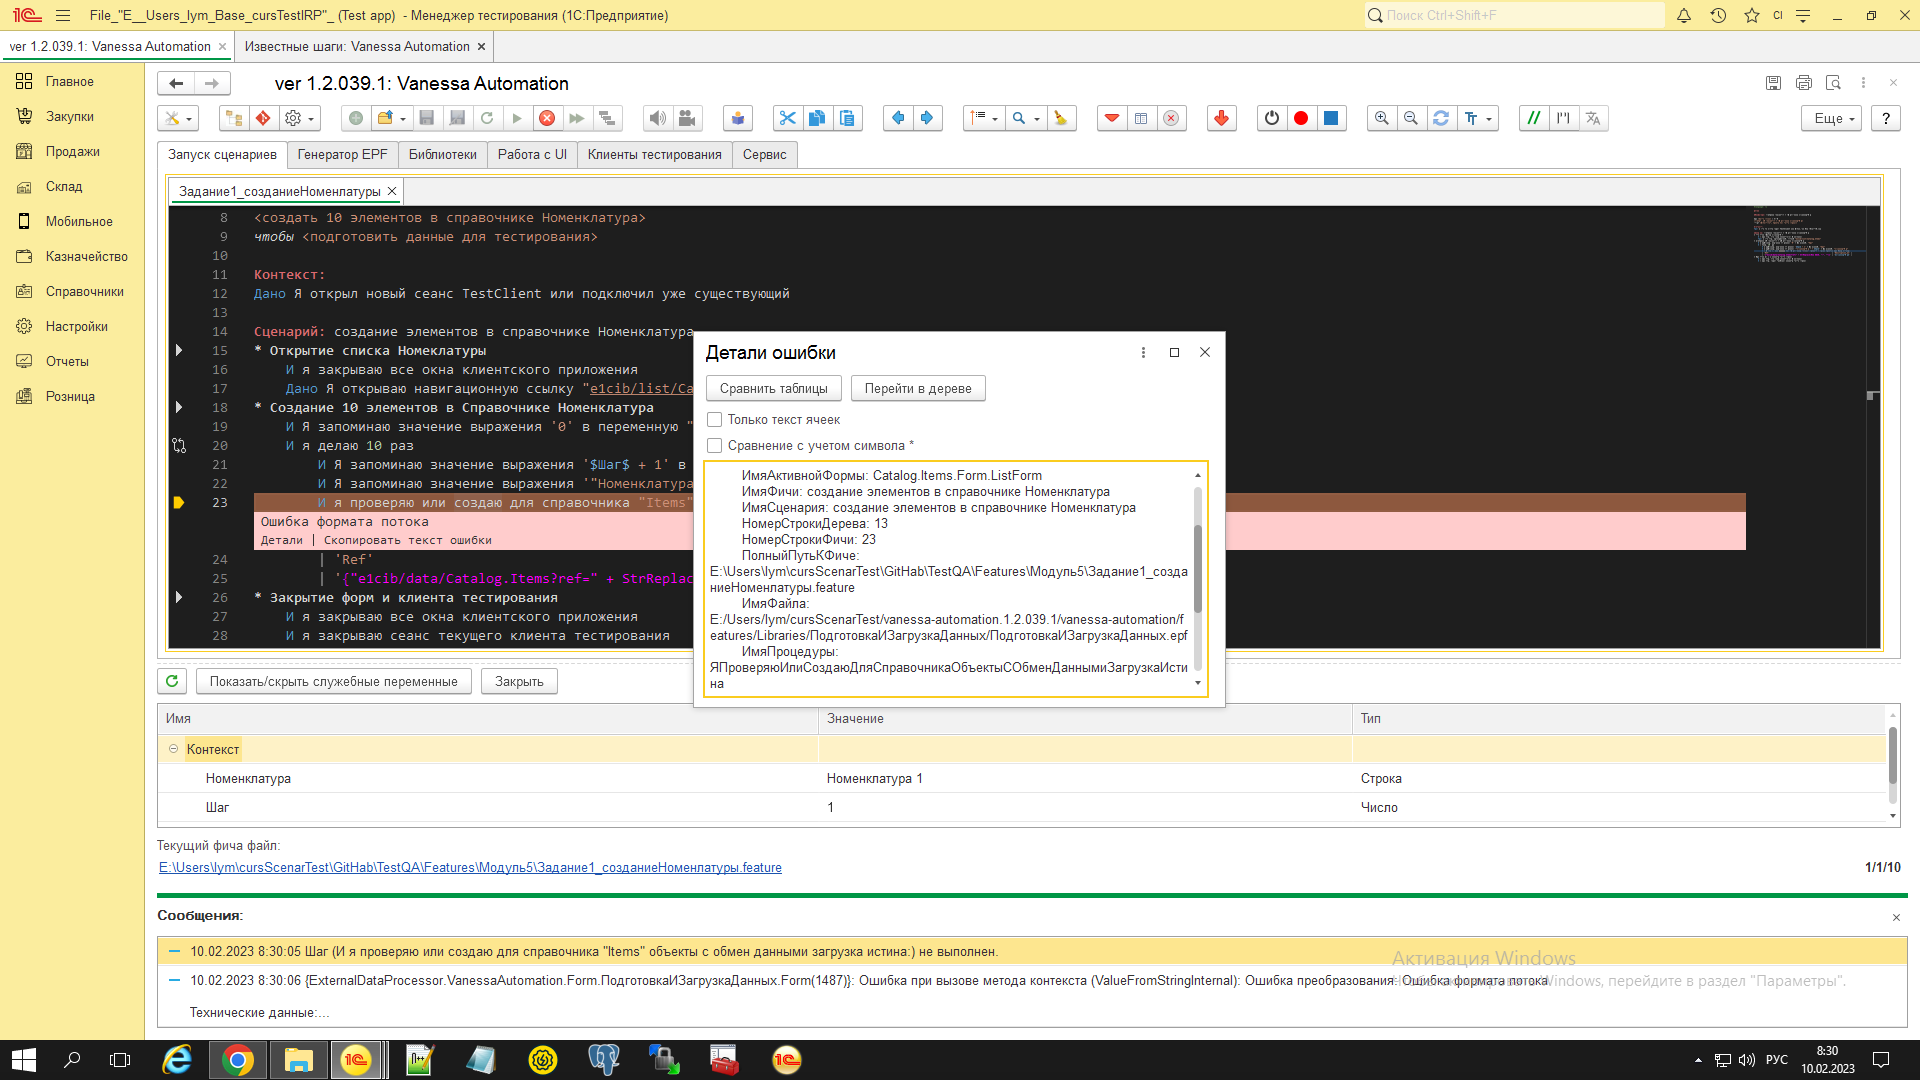 File_"E__Users_lym_Base_cursTestIRP"_ (Test app)  - Менеджер тестирования (1С:Предприятие)
Поиск Ctrl+Shift+F
CI
ver 1.2.039.1: Vanessa Automation
Известные шаги: Vanessa Automation
Главное
Закупки
Продажи
Склад
Мобильное
Казначейство
Справочники
Настройки
Отчеты
Розница
ver 1.2.039.1: Vanessa Automation
Еще
?
Запуск сценариев
Генератор EPF
Библиотеки
Работа с UI
Клиенты тестирования
Сервис
Задание1_созданиеНоменлатуры
8 <создать 10 элементов в справочнике Номенклатура>
9 чтобы <подготовить данные для тестирования>
10
11 Контекст:
12 Дано Я открыл новый сеанс TestClient или подключил уже существующий
13
14 Сценарий: создание элементов в справочнике Номенклатура
15 * Открытие списка Номеклатуры
16 И я закрываю все окна клиентского приложения
17 Дано Я открываю навигационную ссылку "e1cib/list/Ca
18 * Создание 10 элементов в Справочнике Номенклатура
19 И Я запоминаю значение выражения '0' в переменную "
20 И я делаю 10 раз
21 И Я запоминаю значение выражения '$Шаг$ + 1' в
22 И Я запоминаю значение выражения '"Номенклатура
23 И я проверяю или создаю для справочника "Items"
Ошибка формата потока
Детали | Скопировать текст ошибки
24 | 'Ref'
25 | '{"e1cib/data/Catalog.Items?ref=" + StrReplac
26 * Закрытие форм и клиента тестирования
27 И я закрываю все окна клиентского приложения
28 И я закрываю сеанс текущего клиента тестирования
Детали ошибки
Сравнить таблицы
Перейти в дереве
Только текст ячеек
Сравнение с учетом символа *
ИмяАктивнойФормы: Catalog.Items.Form.ListForm
ИмяФичи: создание элементов в справочнике Номенклатура
ИмяСценария: создание элементов в справочнике Номенклатура
НомерСтрокиДерева: 13
НомерСтрокиФичи: 23
ПолныйПутьКФиче:
E:\Users\lym\cursScenarTest\GitHab\TestQA\Features\Модуль5\Задание1_созда
ниеНоменлатуры.feature
ИмяФайла:
E:/Users/lym/cursScenarTest/vanessa-automation.1.2.039.1/vanessa-automation/f
eatures/Libraries/ПодготовкаИЗагрузкаДанных/ПодготовкаИЗагрузкаДанных.epf
ИмяПроцедуры:
ЯПроверяюИлиСоздаюДляСправочникаОбъектыСОбменДаннымиЗагрузкаИсти
на
Показать/скрыть служебные переменные
Закрыть
Имя
Значение
Тип
Контекст
Номенклатура
Номенклатура 1
Строка
Шаг
1
Число
Текущий фича файл:
E:\Users\lym\cursScenarTest\GitHab\TestQA\Features\Модуль5\Задание1_созданиеНоменлатуры.feature
1/1/10
Сообщения:
10.02.2023 8:30:05 Шаг (И я проверяю или создаю для справочника "Items" объекты с обмен данными загрузка истина:) не выполнен.
10.02.2023 8:30:06 {ExternalDataProcessor.VanessaAutomation.Form.ПодготовкаИЗагрузкаДанных.Form(1487)}: Ошибка при вызове метода контекста (ValueFromStringInternal): Ошибка преобразования: Ошибка формата потока
Технические данные:...
Активация Windows
Чтобы активировать Windows, перейдите в раздел "Параметры".
РУС
8:30
10.02.2023